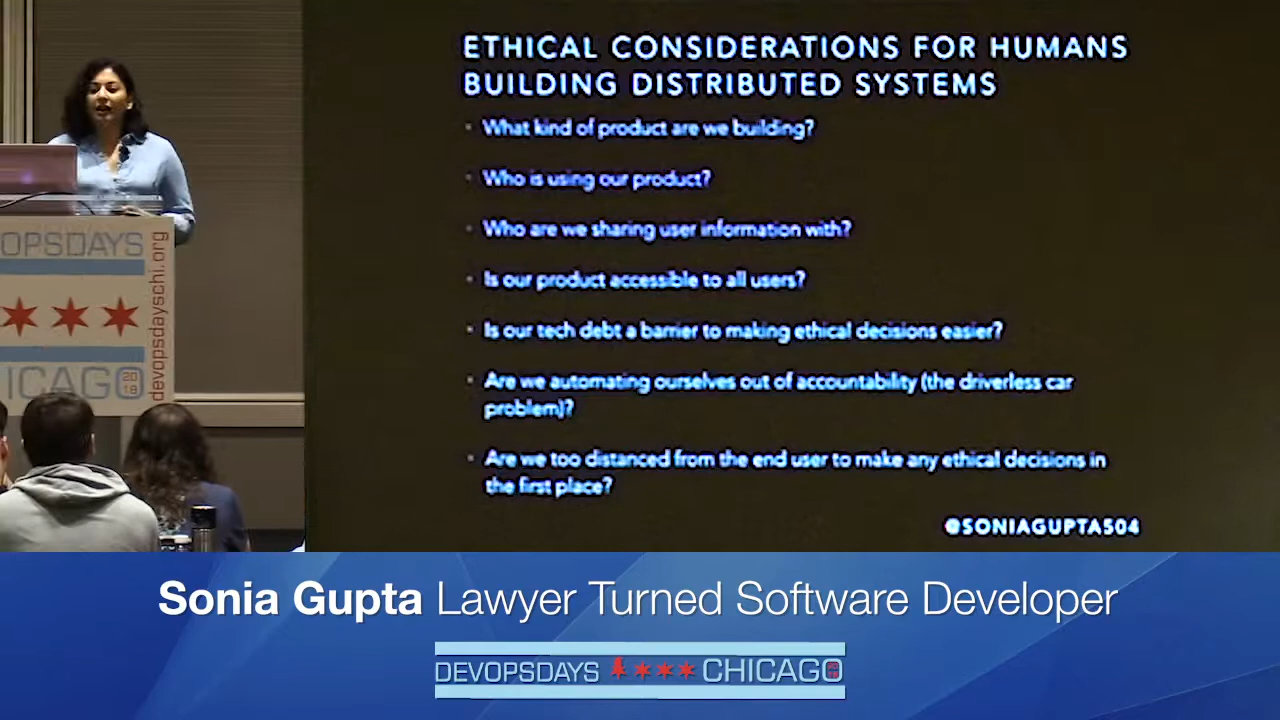 ETHICAL CONSIDERATIONS FOR HUMANS
BUILDING DISTRIBUTED SYSTEMS
• What kind of product are we building?
• Who is using our product?
• Who are we sharing user information with?
• Is our product accessible to all users?
• Is our tech debt a barrier to making ethical decisions easier?
• Are we automating ourselves out of accountability (the driverless car
problem)?
• Are we too distanced from the end user to make any ethical decisions in
the first place?
@SONIAGUPTA504
OPSDAYS
ICAGO
2018
devopsdayschi.org
Sonia Gupta Lawyer Turned Software Developer
DEVOPSDAYS CHICAGO